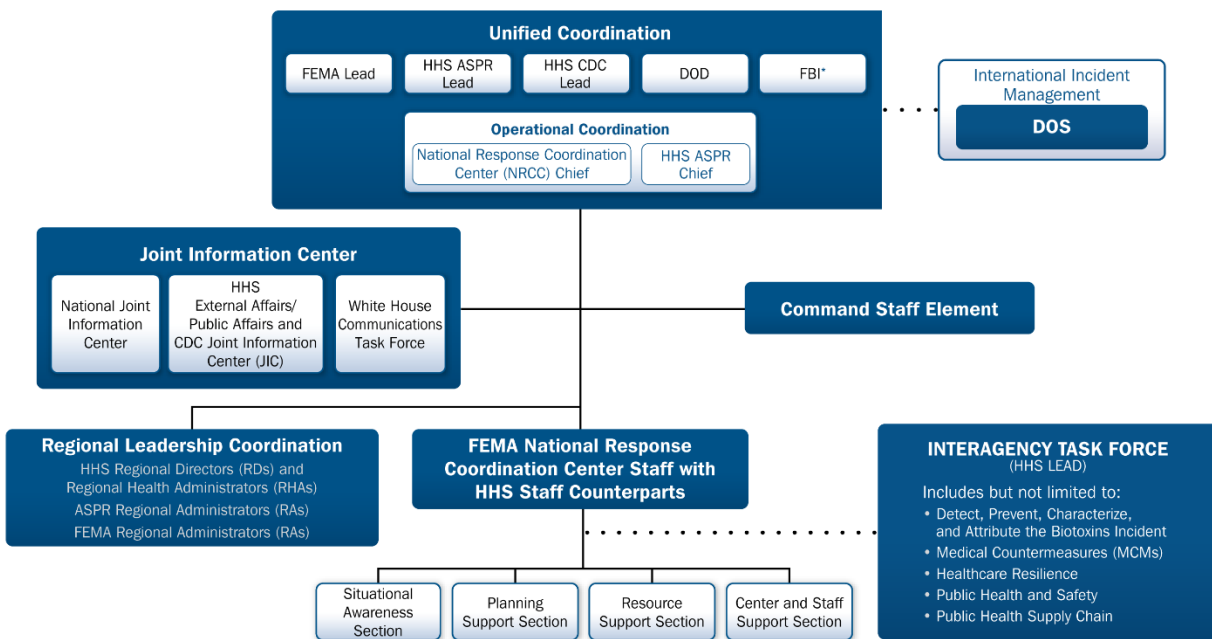 Unified Coordination
FEMA Lead
HHS ASPR
Lead
HHS CDC
Lead
DOD
FBI*
Operational Coordination
National Response Coordination
Center (NRCC) Chief
HHS ASPR
Chief
International Incident
Management
DOS
Joint Information Center
National Joint
Information
Center
HHS
External Affairs/
Public Affairs and
CDC Joint Information
Center (JIC)
White House
Communications
Task Force
Command Staff Element
Regional Leadership Coordination
HHS Regional Directors (RDs) and
Regional Health Administrators (RHAs)
ASPR Regional Administrators (RAs)
FEMA Regional Administrators (RAs)
FEMA National Response
Coordination Center Staff with
HHS Staff Counterparts
INTERAGENCY TASK FORCE
(HHS LEAD)
Includes but not limited to:
• Detect, Prevent, Characterize,
and Attribute the Biotoxins Incident
• Medical Countermeasures (MCMs)
• Healthcare Resilience
• Public Health and Safety
• Public Health Supply Chain
Situational
Awareness
Section
Planning
Support Section
Resource
Support Section
Center and Staff
Support Section